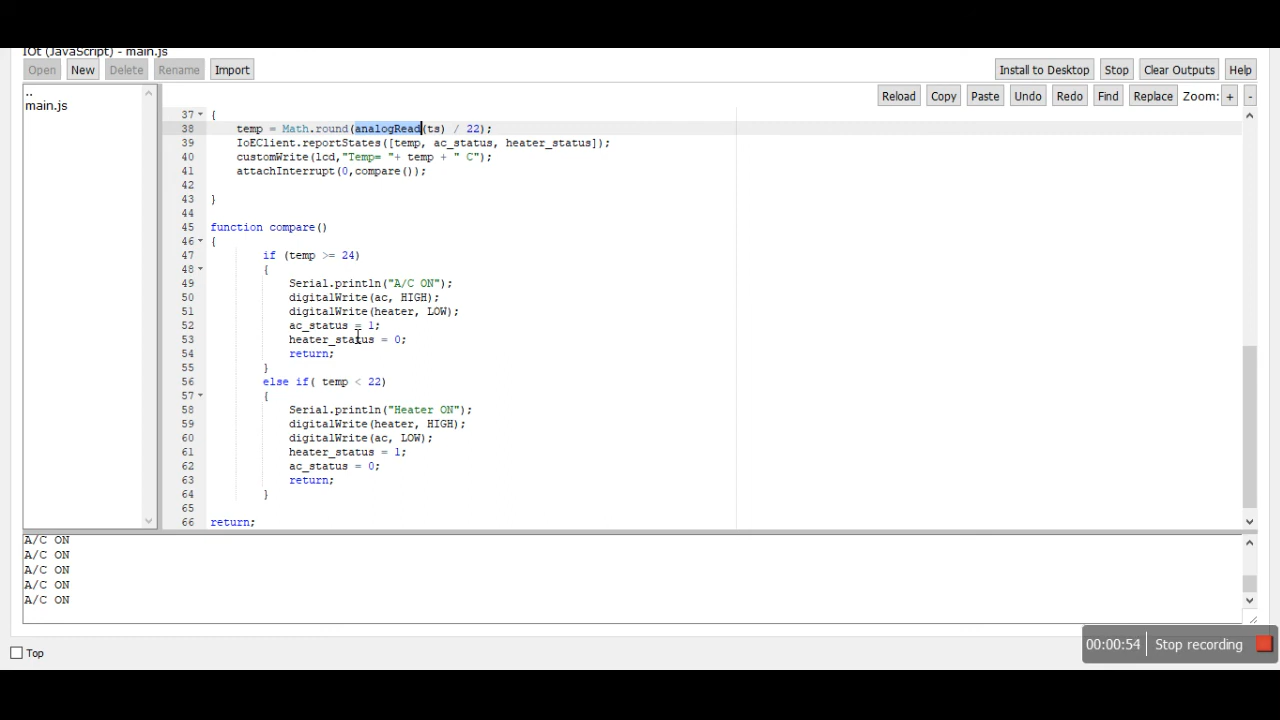 IOt (JavaScript) - main.js
Open New Delete Rename Import Install to Desktop Stop Clear Outputs Help
..
main.js
Reload Copy Paste Undo Redo Find Replace Zoom: + -
37 {
38 temp = Math.round(analogRead(ts) / 22);
39 IoEClient.reportStates([temp, ac_status, heater_status]);
40 customWrite(lcd,"Temp= "+ temp + " C");
41 attachInterrupt(0,compare());
42
43 }
44
45 function compare()
46 {
47 if (temp >= 24)
48 {
49 Serial.println("A/C ON");
50 digitalWrite(ac, HIGH);
51 digitalWrite(heater, LOW);
52 ac_status = 1;
53 heater_status = 0;
54 return;
55 }
56 else if( temp < 22)
57 {
58 Serial.println("Heater ON");
59 digitalWrite(heater, HIGH);
60 digitalWrite(ac, LOW);
61 heater_status = 1;
62 ac_status = 0;
63 return;
64 }
65
66 return;
A/C ON
A/C ON
A/C ON
A/C ON
A/C ON
00:00:54 Stop recording
Top